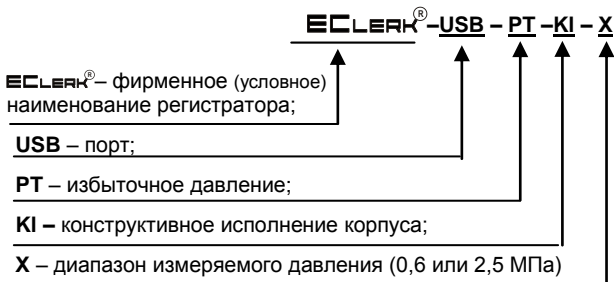 ECLERK®–USB – PT –KI – X
ECLERK®– фирменное (условное)
наименование регистратора;
USB – порт;
PT – избыточное давление;
KI – конструктивное исполнение корпуса;
X – диапазон измеряемого давления (0,6 или 2,5 МПа)